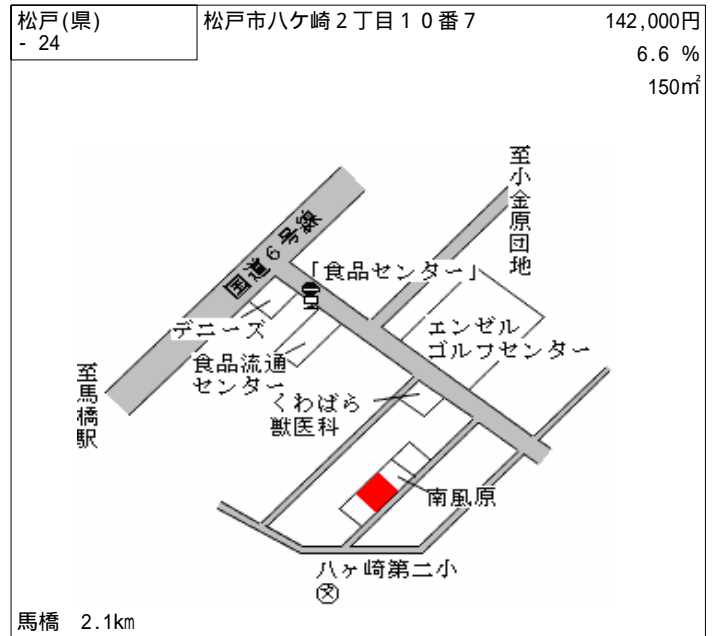 松戸(県)
- 24
松戸市八ケ崎２丁目１０番７
142,000円
6.6 %
150㎡
至小金原団地
国道6号線
「食品センター」
デニーズ
食品流通
センター
エンゼル
ゴルフセンター
至馬橋駅
くわばら
獣医科
南風原
八ヶ崎第二小
馬橋　2.1km